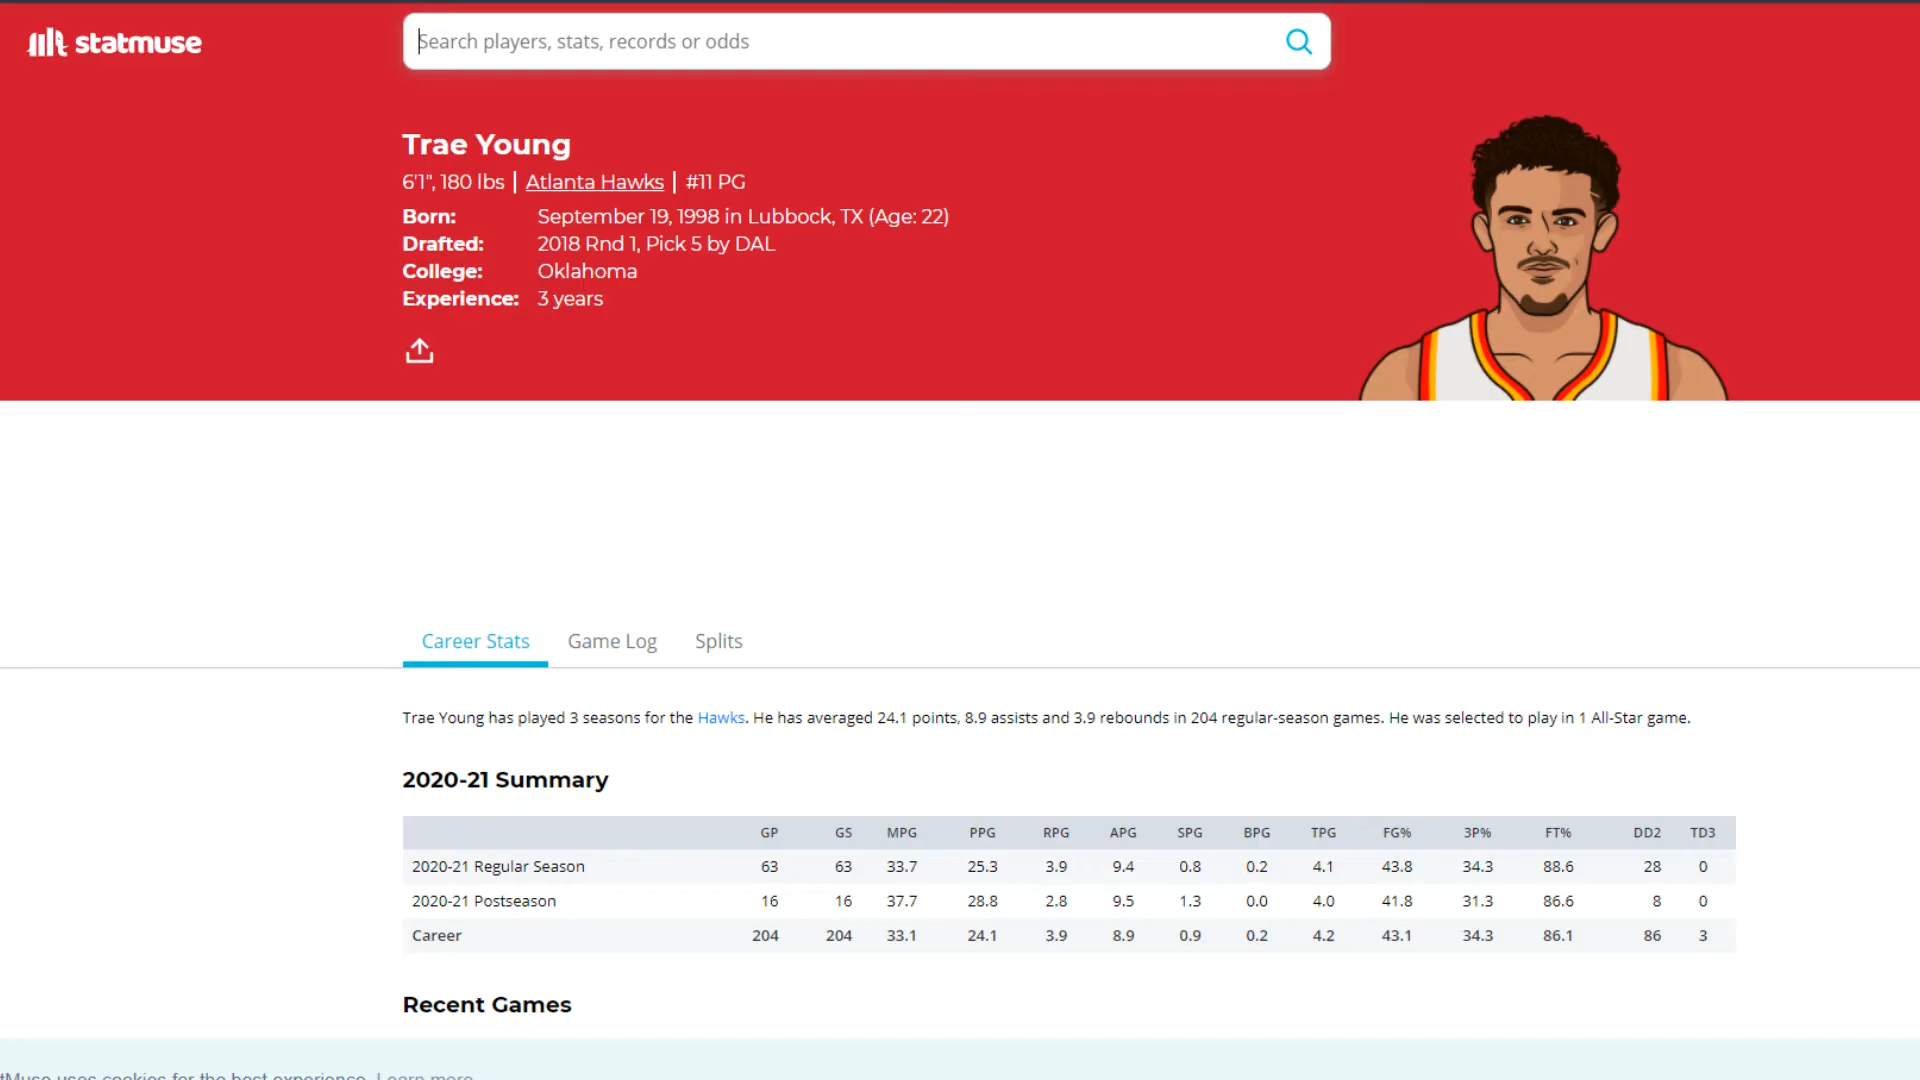 statmuse
Search players, stats, records or odds
Trae Young
6'1", 180 lbs | Atlanta Hawks | #11 PG
Born: September 19, 1998 in Lubbock, TX (Age: 22)
Drafted: 2018 Rnd 1, Pick 5 by DAL
College: Oklahoma
Experience: 3 years
Career Stats Game Log Splits
Trae Young has played 3 seasons for the Hawks. He has averaged 24.1 points, 8.9 assists and 3.9 rebounds in 204 regular-season games. He was selected to play in 1 All-Star game.
2020-21 Summary
GP GS MPG PPG RPG APG SPG BPG TPG FG% 3P% FT% DD2 TD3
2020-21 Regular Season 63 63 33.7 25.3 3.9 9.4 0.8 0.2 4.1 43.8 34.3 88.6 28 0
2020-21 Postseason 16 16 37.7 28.8 2.8 9.5 1.3 0.0 4.0 41.8 31.3 86.6 8 0
Career 204 204 33.1 24.1 3.9 8.9 0.9 0.2 4.2 43.1 34.3 86.1 86 3
Recent Games
tMuse uses cookies for the best experience. Learn more